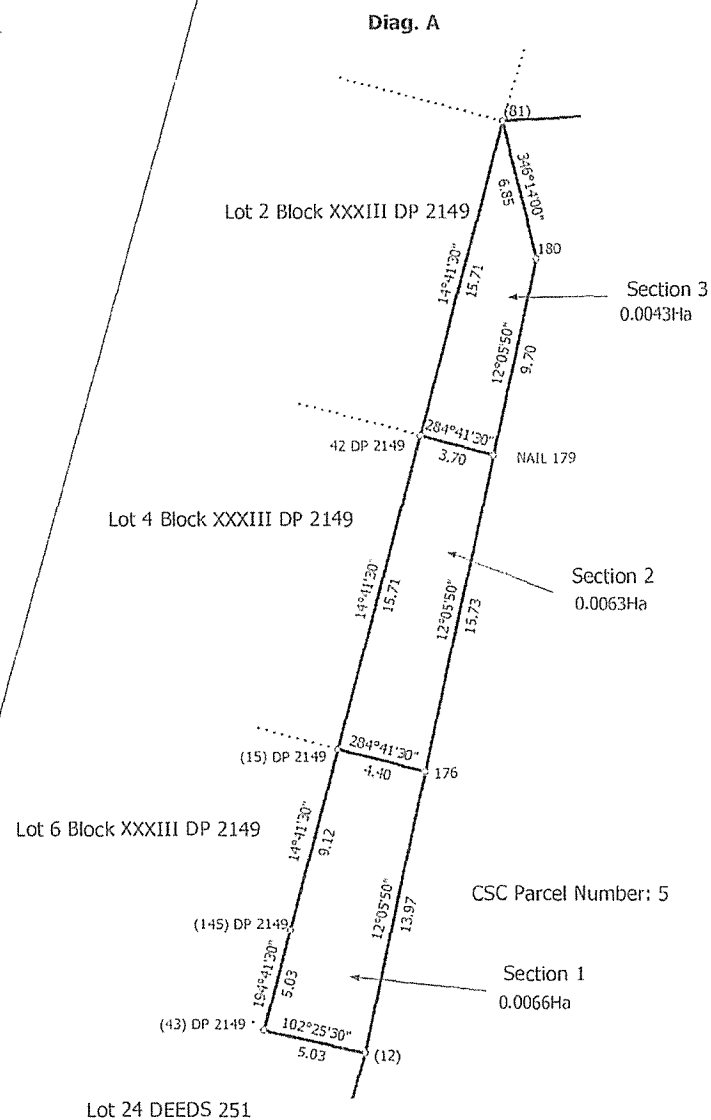 Diag. A
(81)
346°14'00"
6.85
Lot 2 Block XXXIII DP 2149
180
14°41'30"
15.71
Section 3
0.0043Ha
12°05'50"
9.70
284°41'30"
42 DP 2149
3.70
NAIL 179
Lot 4 Block XXXIII DP 2149
14°41'30"
15.71
Section 2
0.0063Ha
12°05'50"
15.73
284°41'30"
(15) DP 2149
4.40
176
Lot 6 Block XXXIII DP 2149
14°41'30"
9.12
CSC Parcel Number: 5
12°05'50"
13.97
(145) DP 2149
194°41'30"
5.03
Section 1
0.0066Ha
(43) DP 2149
102°25'30"
5.03
(12)
Lot 24 DEEDS 251